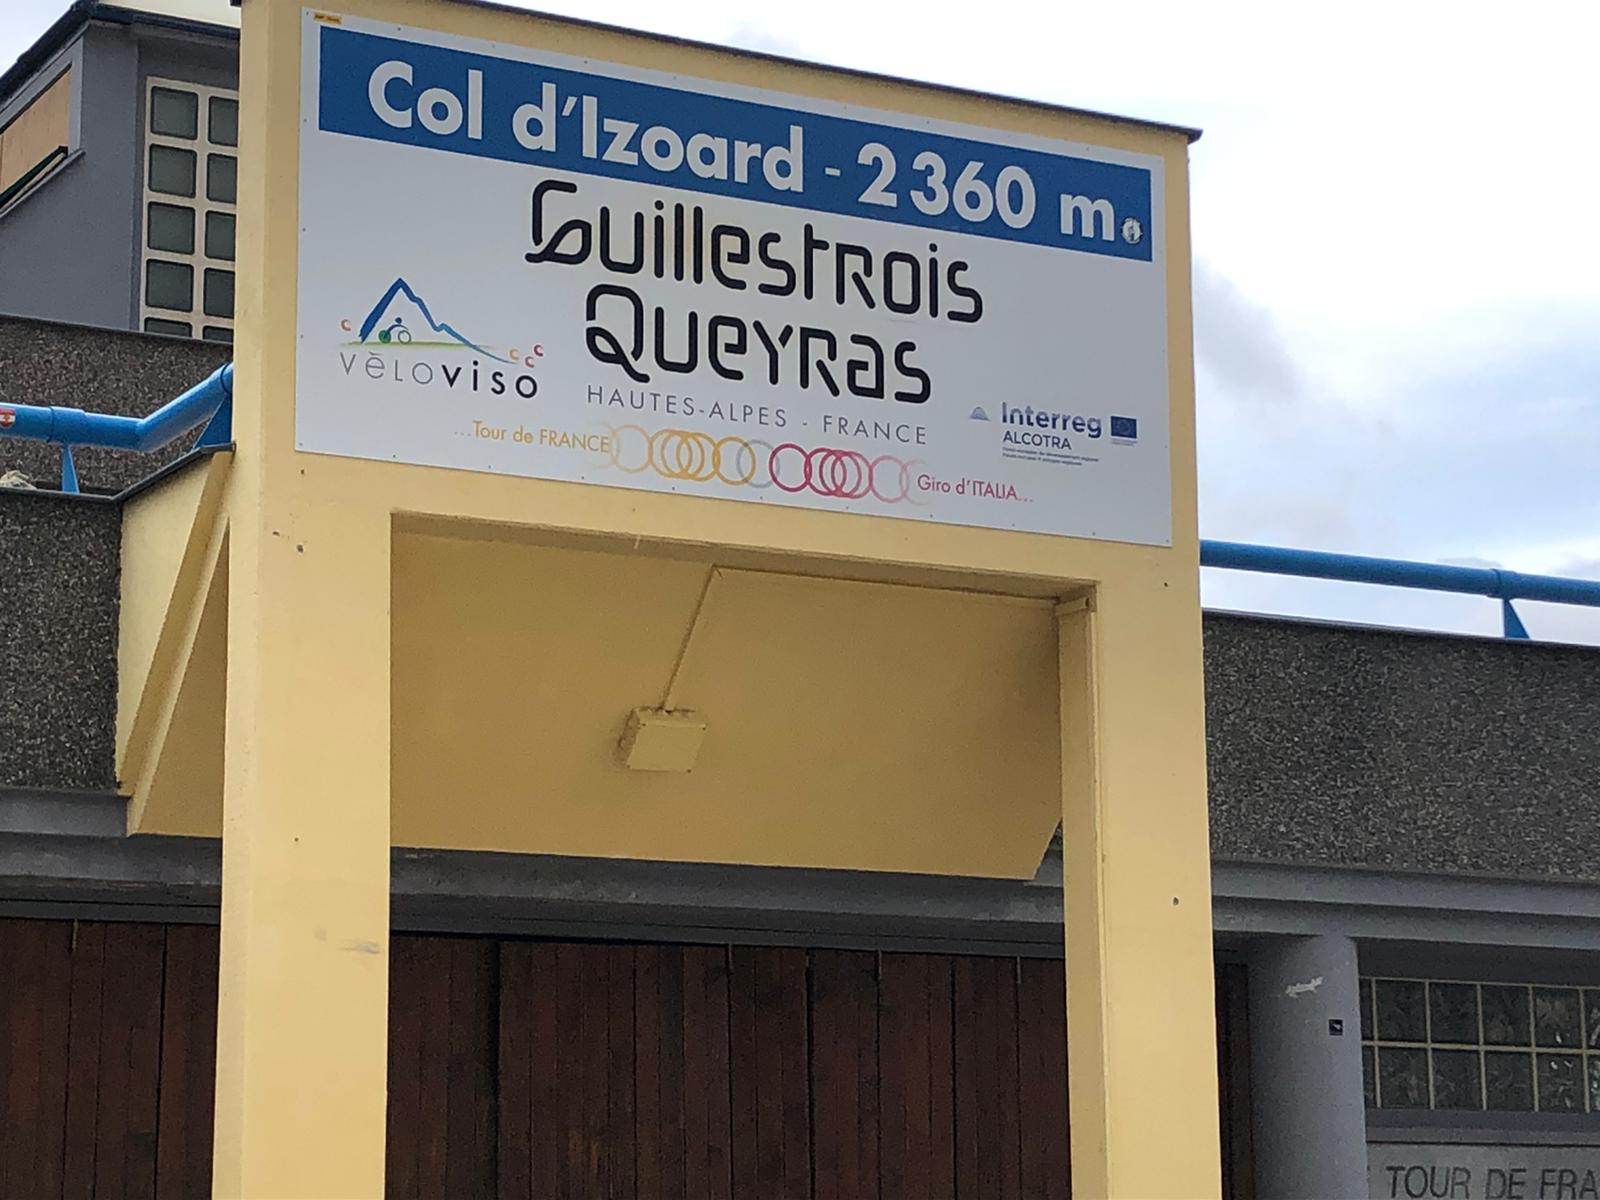 Col d'Izoard - 2 360 m
Guillestrois
Queyras
véloviso
HAUTES-ALPES - FRANCE
...Tour de FRANCE
Giro d'ITALIA...
Interreg
ALCOTRA
TOUR DE FRA